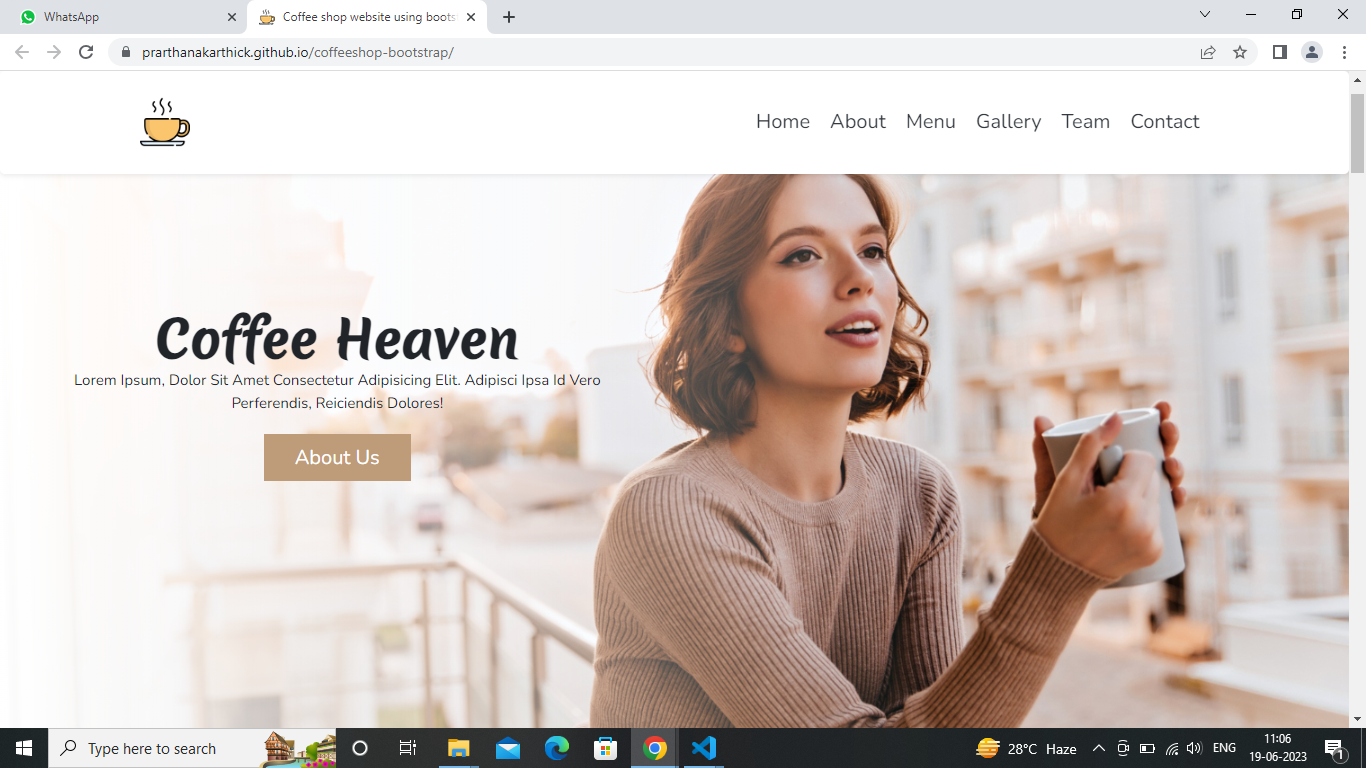 WhatsApp
Coffee shop website using boots
prarthanakarthick.github.io/coffeeshop-bootstrap/
Home About Menu Gallery Team Contact
Coffee Heaven
Lorem Ipsum, Dolor Sit Amet Consectetur Adipisicing Elit. Adipisci Ipsa Id Vero
Perferendis, Reiciendis Dolores!
About Us
Type here to search
28°C Haze
ENG
11:06
19-06-2023
1